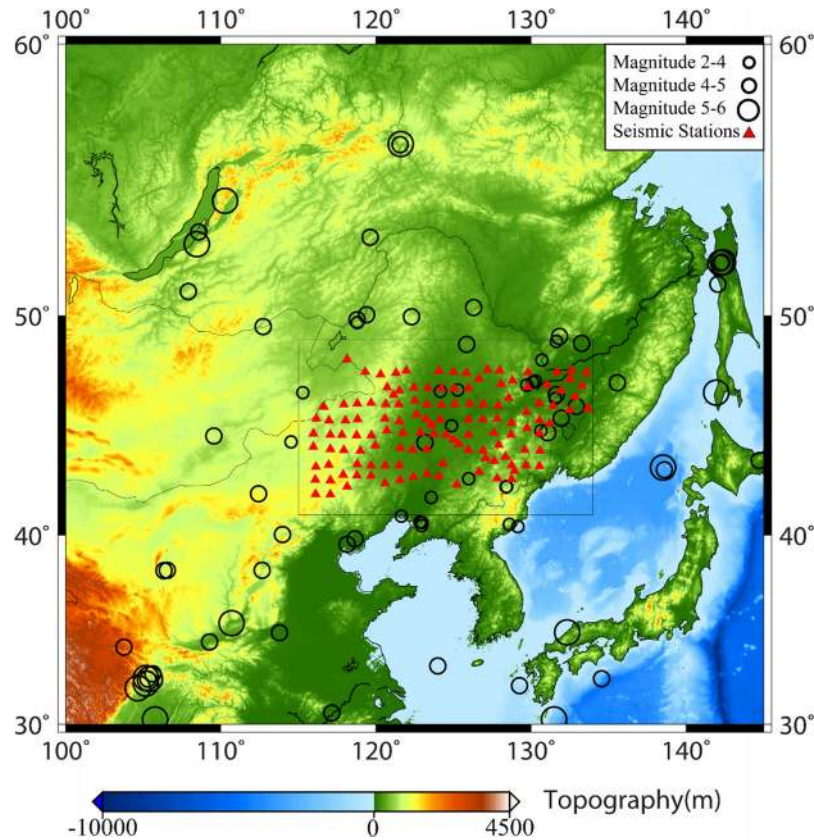 100° 110° 120° 130° 140°
60° 60°
Magnitude 2-4
Magnitude 4-5
Magnitude 5-6
Seismic Stations
50° 50°
40° 40°
30° 30°
100° 110° 120° 130° 140°
Topography(m)
-10000 0 4500